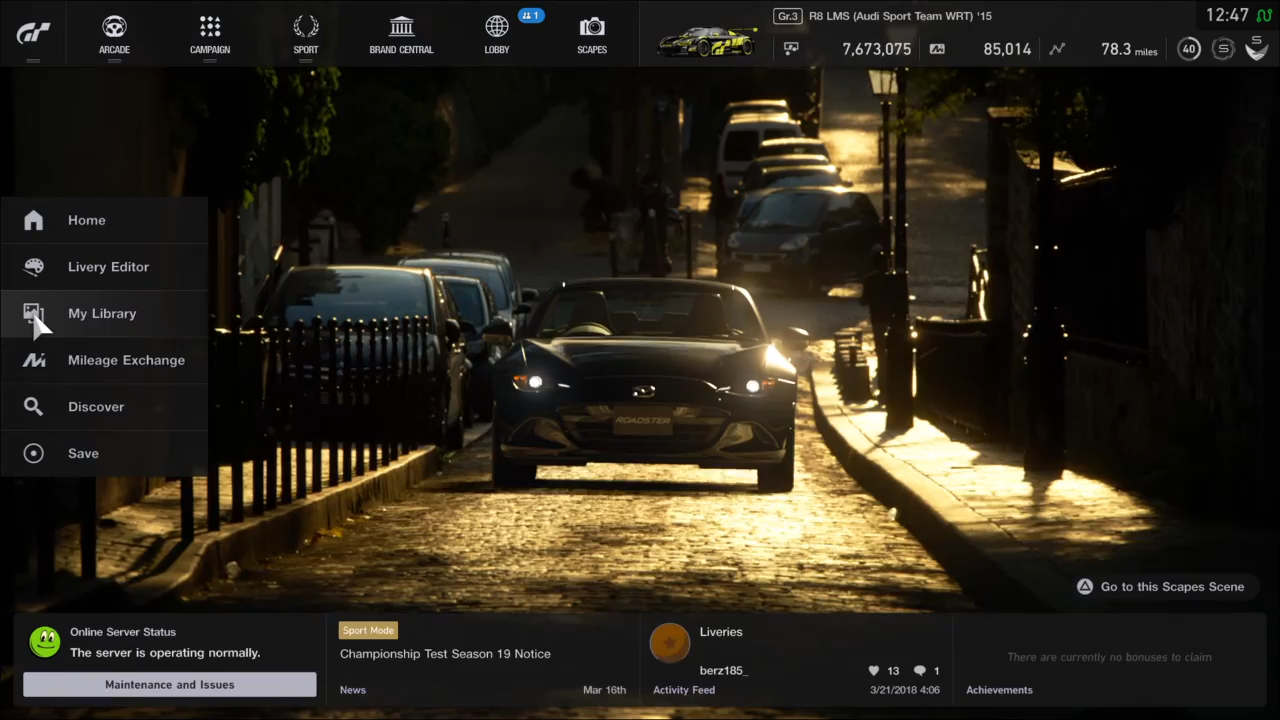 ARCADE
CAMPAIGN
SPORT
BRAND CENTRAL
LOBBY
1
SCAPES
Gr.3 R8 LMS (Audi Sport Team WRT) '15
7,673,075
85,014
78.3 miles
12:47
40
S
S
Home
Livery Editor
My Library
Mileage Exchange
Discover
Save
ROADSTER
Go to this Scapes Scene
Online Server Status
The server is operating normally.
Maintenance and Issues
Sport Mode
Championship Test Season 19 Notice
News
Mar 16th
Liveries
berz185_
13
1
Activity Feed
3/21/2018 4:06
There are currently no bonuses to claim
Achievements